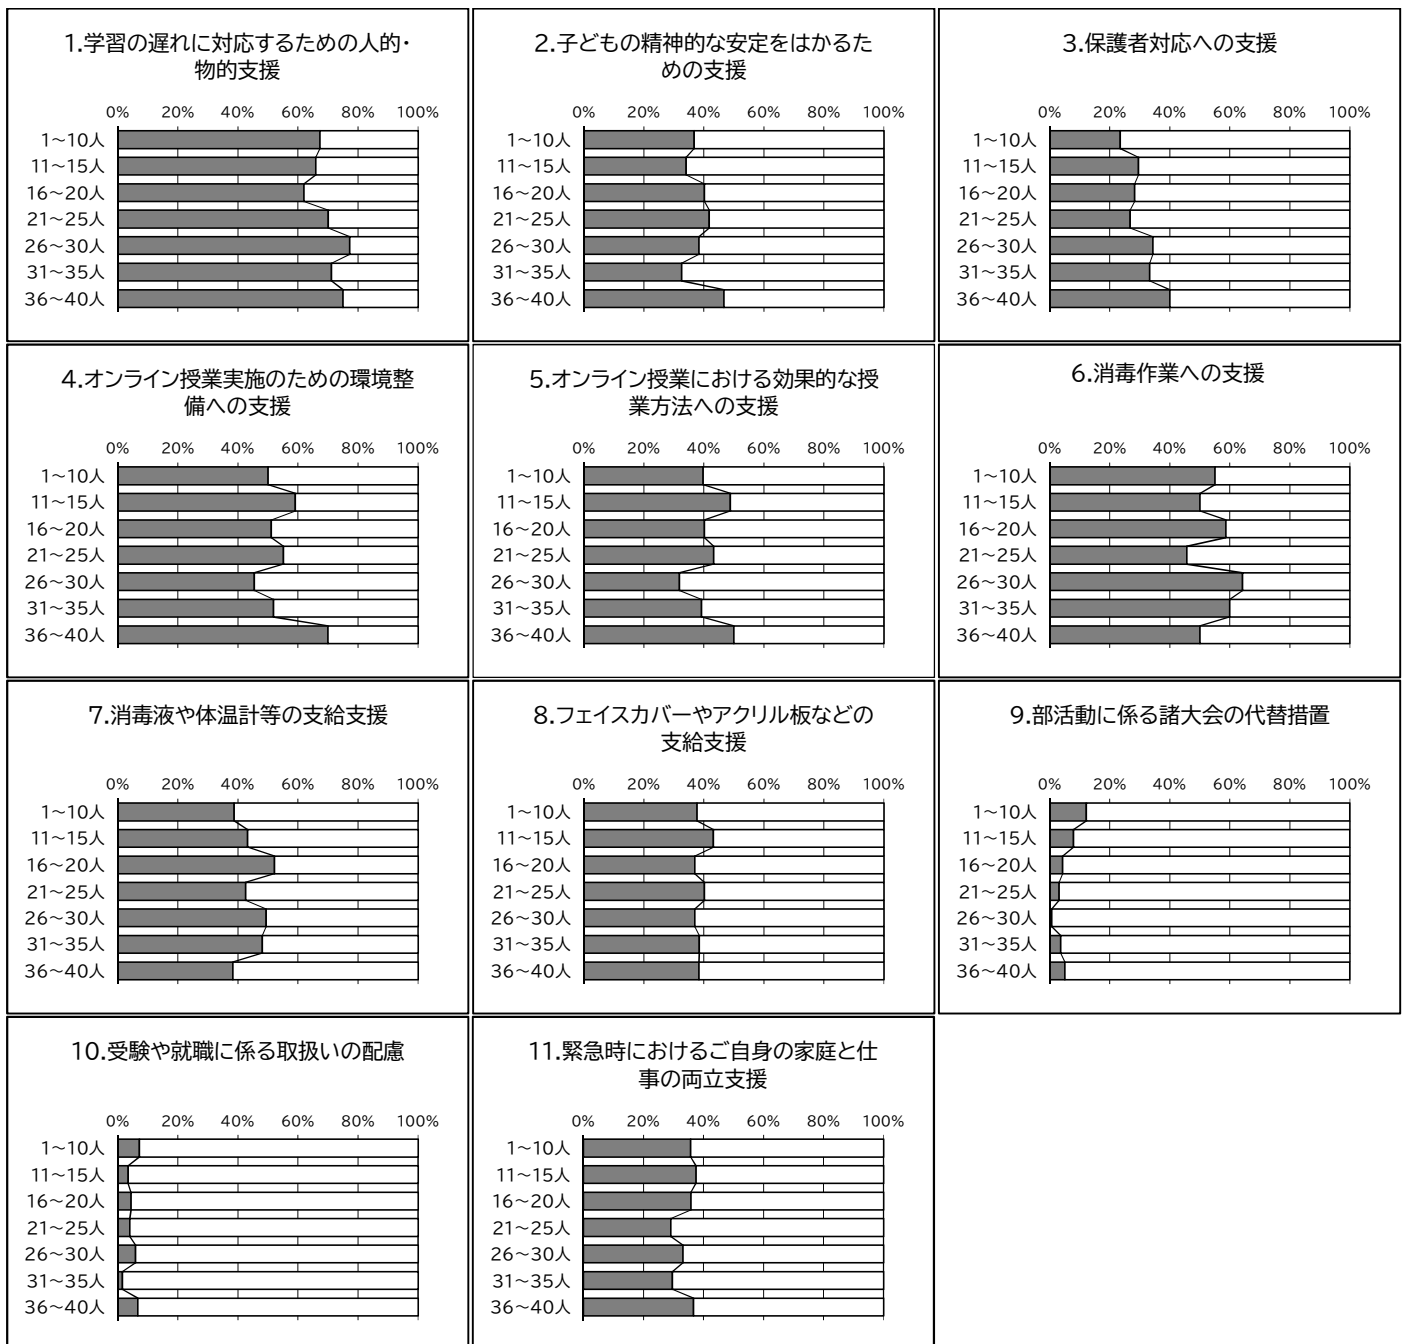 1.学習の遅れに対応するための人的・
物的支援
0% 20% 40% 60% 80% 100%
1～10人
11～15人
16～20人
21～25人
26～30人
31～35人
36～40人
2.子どもの精神的な安定をはかるた
めの支援
0% 20% 40% 60% 80% 100%
1～10人
11～15人
16～20人
21～25人
26～30人
31～35人
36～40人
3.保護者対応への支援
0% 20% 40% 60% 80% 100%
1～10人
11～15人
16～20人
21～25人
26～30人
31～35人
36～40人
4.オンライン授業実施のための環境整
備への支援
0% 20% 40% 60% 80% 100%
1～10人
11～15人
16～20人
21～25人
26～30人
31～35人
36～40人
5.オンライン授業における効果的な授
業方法への支援
0% 20% 40% 60% 80% 100%
1～10人
11～15人
16～20人
21～25人
26～30人
31～35人
36～40人
6.消毒作業への支援
0% 20% 40% 60% 80% 100%
1～10人
11～15人
16～20人
21～25人
26～30人
31～35人
36～40人
7.消毒液や体温計等の支給支援
0% 20% 40% 60% 80% 100%
1～10人
11～15人
16～20人
21～25人
26～30人
31～35人
36～40人
8.フェイスカバーやアクリル板などの
支給支援
0% 20% 40% 60% 80% 100%
1～10人
11～15人
16～20人
21～25人
26～30人
31～35人
36～40人
9.部活動に係る諸大会の代替措置
0% 20% 40% 60% 80% 100%
1～10人
11～15人
16～20人
21～25人
26～30人
31～35人
36～40人
10.受験や就職に係る取扱いの配慮
0% 20% 40% 60% 80% 100%
1～10人
11～15人
16～20人
21～25人
26～30人
31～35人
36～40人
11.緊急時におけるご自身の家庭と仕
事の両立支援
0% 20% 40% 60% 80% 100%
1～10人
11～15人
16～20人
21～25人
26～30人
31～35人
36～40人